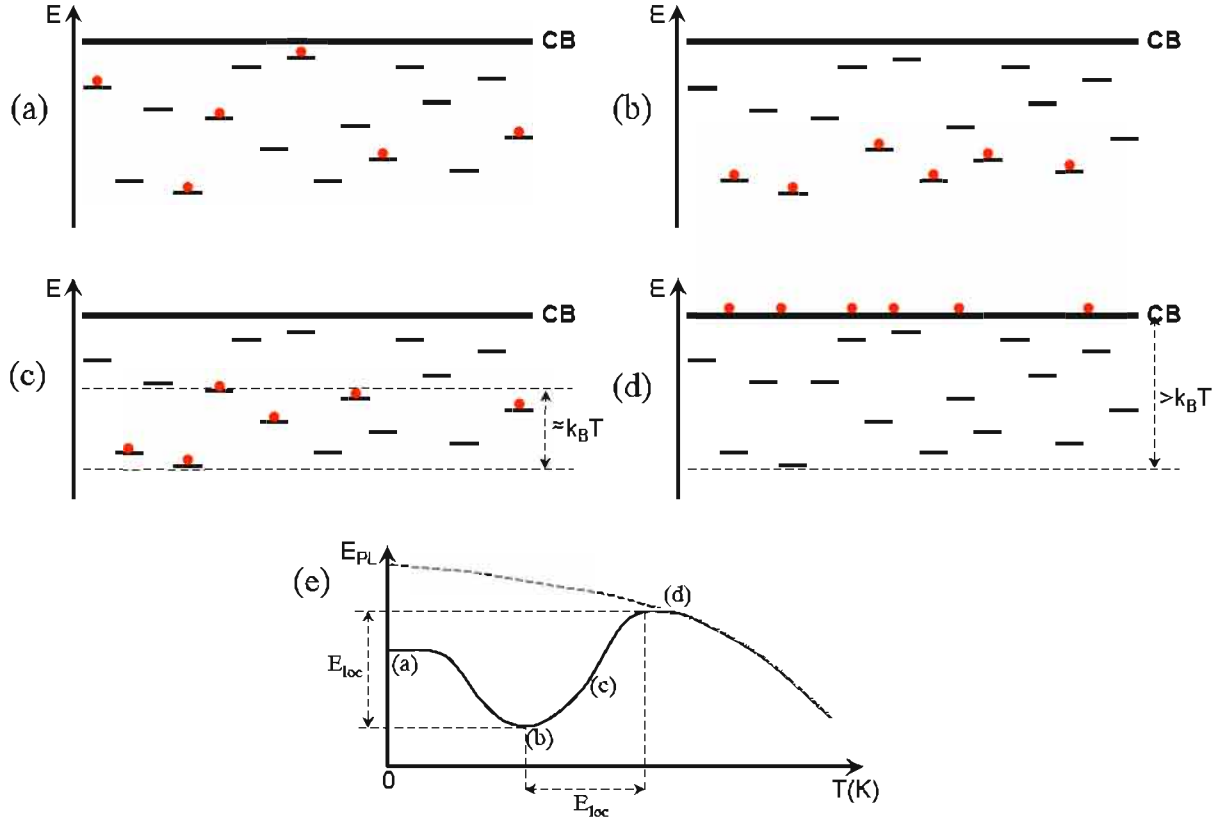 E
CB
(a)
E
CB
(b)
E
CB
(c)
≈k_BT
E
CB
(d)
>k_BT
(e)
E_PL
(d)
E_loc
(a)
(c)
(b)
0
T(K)
E_loc